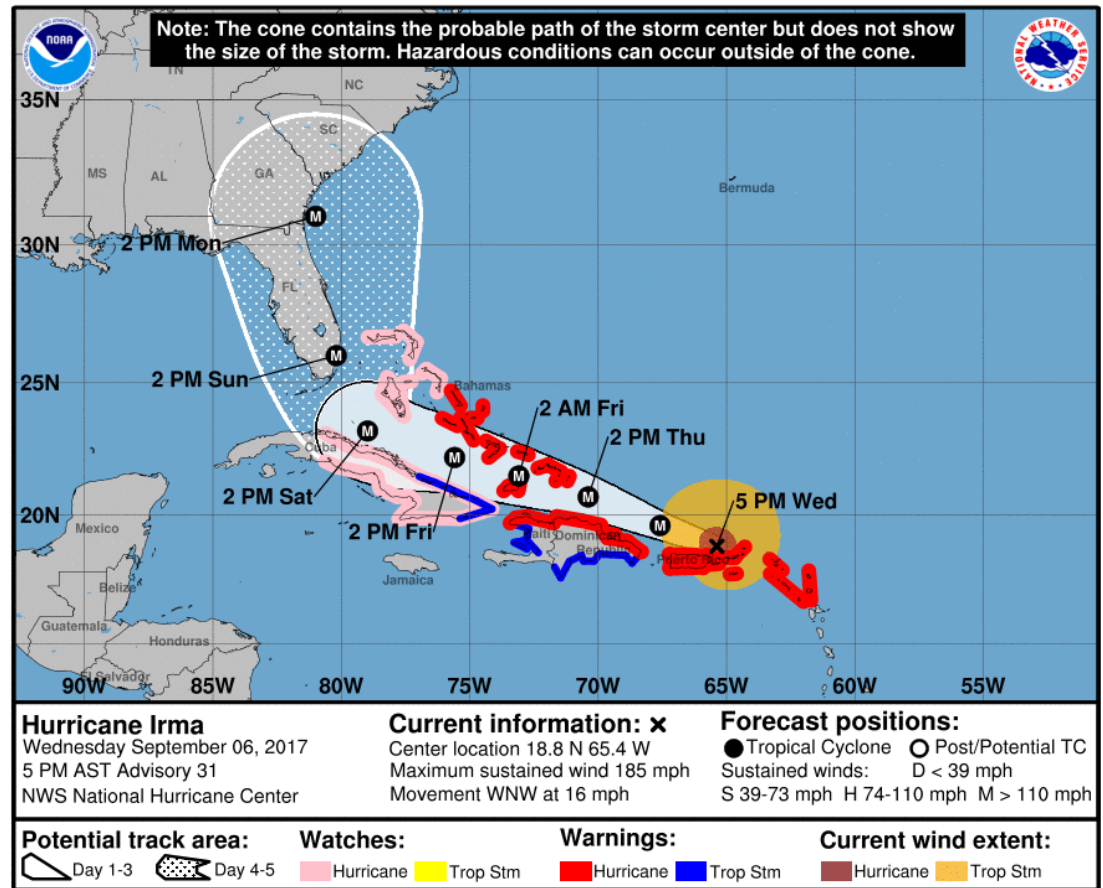 Note: The cone contains the probable path of the storm center but does not show
the size of the storm. Hazardous conditions can occur outside of the cone.
NOAA
NATIONAL WEATHER SERVICE
TN
NC
35N
SC
MS
AL
GA
Bermuda
M
2 PM Mon
30N
FL
M
2 PM Sun
25N
Bahamas
2 AM Fri
M
2 PM Thu
Cuba
M
M
M
2 PM Sat
5 PM Wed
20N
2 PM Fri
M
Mexico
Haiti
Dominican
Republic
Puerto Rico
Jamaica
Belize
Guatemala
Honduras
El Salvador
90W
85W
80W
75W
70W
65W
60W
55W
Hurricane Irma
Wednesday September 06, 2017
5 PM AST Advisory 31
NWS National Hurricane Center
Current information: x
Center location 18.8 N 65.4 W
Maximum sustained wind 185 mph
Movement WNW at 16 mph
Forecast positions:
Tropical Cyclone
Post/Potential TC
Sustained winds: D < 39 mph
S 39-73 mph H 74-110 mph M > 110 mph
Potential track area:
Day 1-3
Day 4-5
Watches:
Hurricane
Trop Stm
Warnings:
Hurricane
Trop Stm
Current wind extent:
Hurricane
Trop Stm